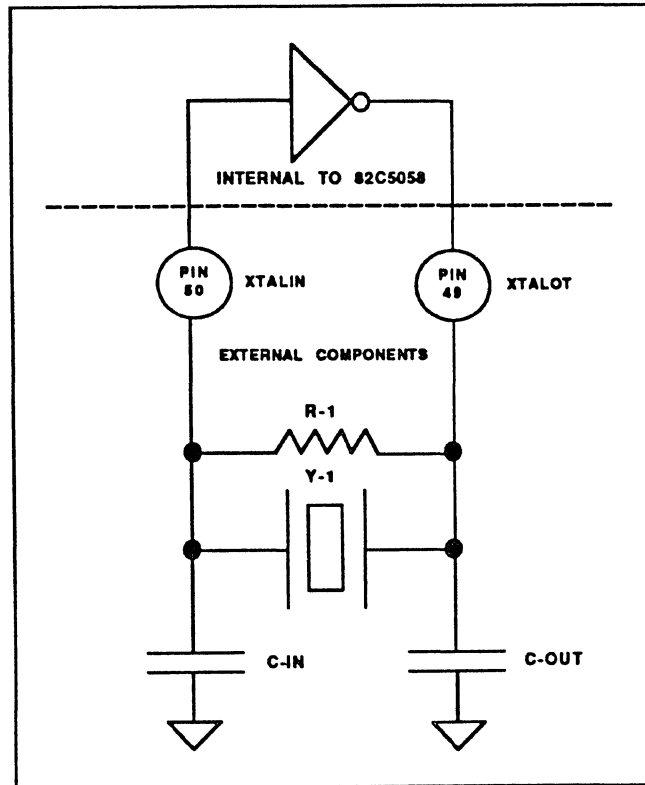 INTERNAL TO 82C5058
PIN
50
XTALIN
PIN
49
XTALOT
EXTERNAL COMPONENTS
R-1
Y-1
C-IN
C-OUT